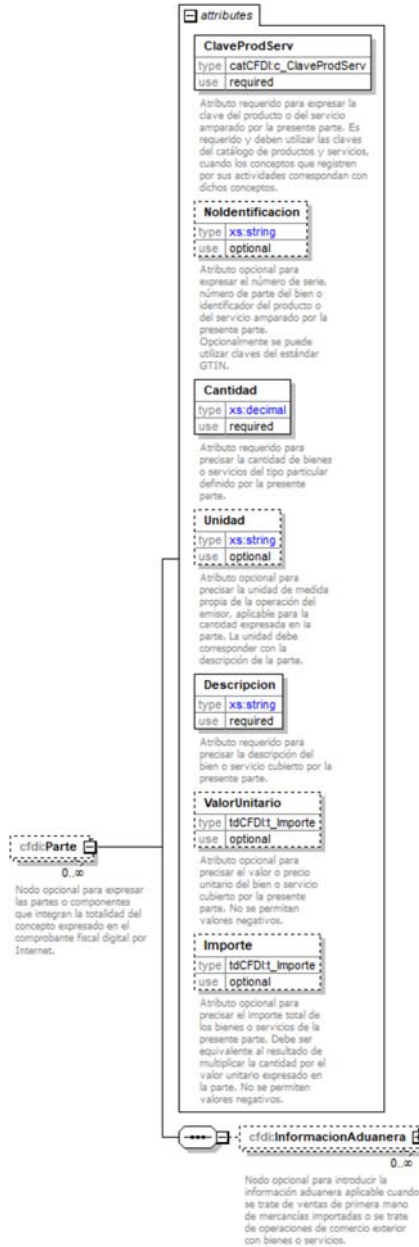 attributes
ClaveProdServ
type catCFDI:c_ClaveProdServ
use required
Atributo requerido para expresar la
clave del producto o del servicio
amparado por la presente parte. Es
requerido y deben utilizar las claves
del catálogo de productos y servicios,
cuando los conceptos que registren
por sus actividades correspondan con
dichos conceptos.
NoIdentificacion
type xs:string
use optional
Atributo opcional para
expresar el número de serie,
número de parte del bien o
identificador del producto o
del servicio amparado por la
presente parte.
Opcionalmente se puede
utilizar claves del estándar
GTIN.
Cantidad
type xs:decimal
use required
Atributo requerido para
precisar la cantidad de bienes
o servicios del tipo particular
definido por la presente
parte.
Unidad
type xs:string
use optional
Atributo opcional para
precisar la unidad de medida
propia de la operación del
emisor, aplicable para la
cantidad expresada en la
parte. La unidad debe
corresponder con la
descripción de la parte.
Descripcion
type xs:string
use required
Atributo requerido para
precisar la descripción del
bien o servicio cubierto por la
presente parte.
ValorUnitario
type tdCFDI:t_Importe
use optional
Atributo opcional para
precisar el valor o precio
unitario del bien o servicio
cubierto por la presente
parte. No se permiten
valores negativos.
Importe
type tdCFDI:t_Importe
use optional
Atributo opcional para
precisar el importe total de
los bienes o servicios de la
presente parte. Debe ser
equivalente al resultado de
multiplicar la cantidad por el
valor unitario expresado en
la parte. No se permiten
valores negativos.
cfdi:Parte
0..∞
Nodo opcional para expresar
las partes o componentes
que integran la totalidad del
concepto expresado en el
comprobante fiscal digital por
Internet.
cfdi:InformacionAduanera
0..∞
Nodo opcional para introducir la
información aduanera aplicable cuando
se trate de ventas de primera mano
de mercancías importadas o se trate
de operaciones de comercio exterior
con bienes o servicios.